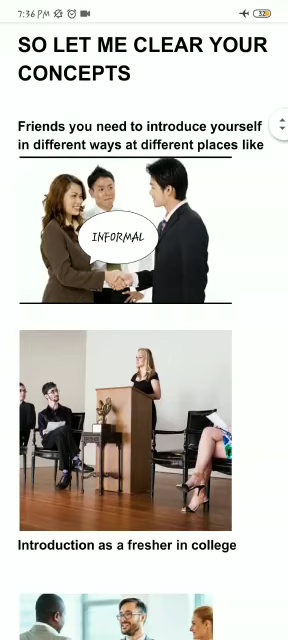 7:36 PM
32
SO LET ME CLEAR YOUR
CONCEPTS
Friends you need to introduce yourself
in different ways at different places like
INFORMAL
Introduction as a fresher in college